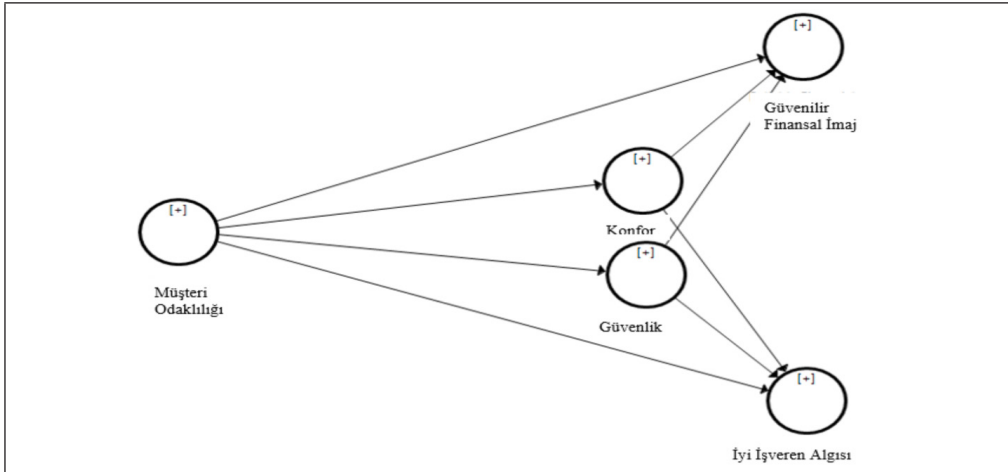 [+]
Güvenilir
Finansal İmaj
[+]
Konfor
[+]
Müşteri
Odaklılığı
[+]
Güvenlik
[+]
İyi İşveren Algısı